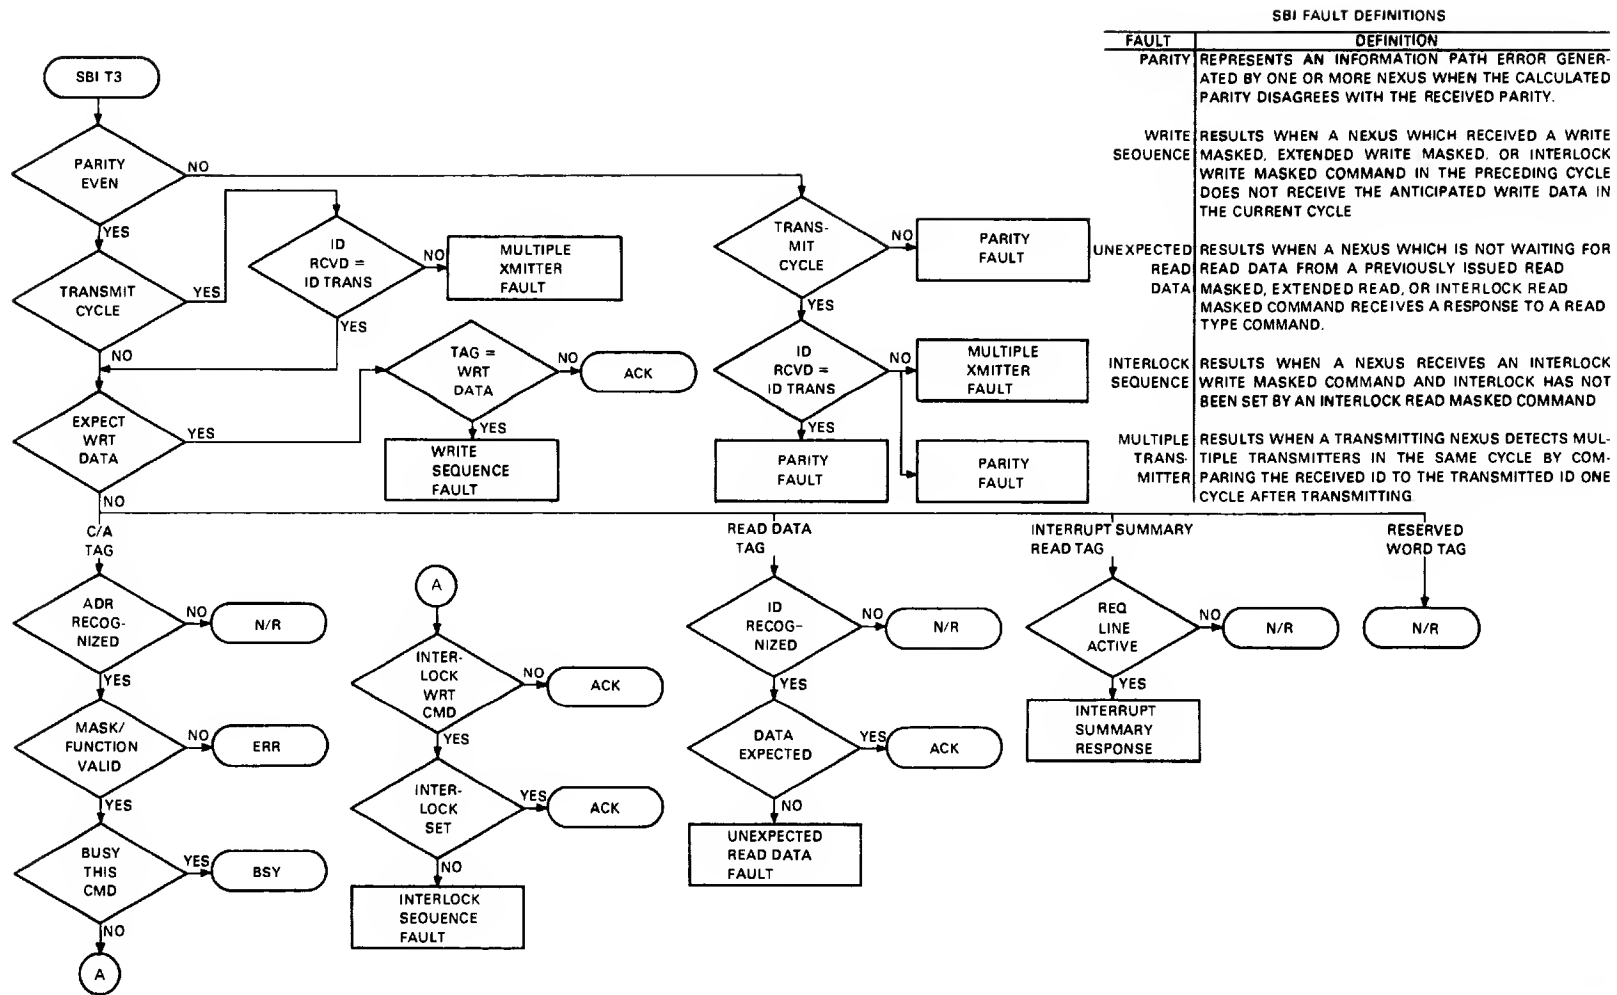 SBI FAULT DEFINITIONS
FAULT DEFINITION
PARITY REPRESENTS AN INFORMATION PATH ERROR GENER-
ATED BY ONE OR MORE NEXUS WHEN THE CALCULATED
PARITY DISAGREES WITH THE RECEIVED PARITY.
WRITE RESULTS WHEN A NEXUS WHICH RECEIVED A WRITE
SEQUENCE MASKED, EXTENDED WRITE MASKED, OR INTERLOCK
WRITE MASKED COMMAND IN THE PRECEDING CYCLE
DOES NOT RECEIVE THE ANTICIPATED WRITE DATA IN
THE CURRENT CYCLE
UNEXPECTED RESULTS WHEN A NEXUS WHICH IS NOT WAITING FOR
READ READ DATA FROM A PREVIOUSLY ISSUED READ
DATA MASKED, EXTENDED READ, OR INTERLOCK READ
MASKED COMMAND RECEIVES A RESPONSE TO A READ
TYPE COMMAND.
INTERLOCK RESULTS WHEN A NEXUS RECEIVES AN INTERLOCK
SEQUENCE WRITE MASKED COMMAND AND INTERLOCK HAS NOT
BEEN SET BY AN INTERLOCK READ MASKED COMMAND
MULTIPLE RESULTS WHEN A TRANSMITTING NEXUS DETECTS MUL-
TRANS- TIPLE TRANSMITTERS IN THE SAME CYCLE BY COM-
MITTER PARING THE RECEIVED ID TO THE TRANSMITTED ID ONE
CYCLE AFTER TRANSMITTING
SBI T3
PARITY
EVEN
NO
YES
TRANSMIT
CYCLE
YES
NO
ID
RCVD =
ID TRANS
NO
YES
MULTIPLE
XMITTER
FAULT
EXPECT
WRT
DATA
YES
NO
TAG =
WRT
DATA
NO
ACK
YES
WRITE
SEQUENCE
FAULT
TRANS-
MIT
CYCLE
NO
PARITY
FAULT
YES
ID
RCVD =
ID TRANS
NO
MULTIPLE
XMITTER
FAULT
YES
PARITY
FAULT
PARITY
FAULT
C/A
TAG
ADR
RECOG-
NIZED
NO
N/R
YES
MASK/
FUNCTION
VALID
NO
ERR
YES
BUSY
THIS
CMD
YES
BSY
NO
A
A
INTER-
LOCK
WRT
CMD
NO
ACK
YES
INTER-
LOCK
SET
YES
ACK
NO
INTERLOCK
SEQUENCE
FAULT
READ DATA
TAG
ID
RECOG-
NIZED
NO
N/R
YES
DATA
EXPECTED
YES
ACK
NO
UNEXPECTED
READ DATA
FAULT
INTERRUPT SUMMARY
READ TAG
REQ
LINE
ACTIVE
NO
N/R
YES
INTERRUPT
SUMMARY
RESPONSE
RESERVED
WORD TAG
N/R